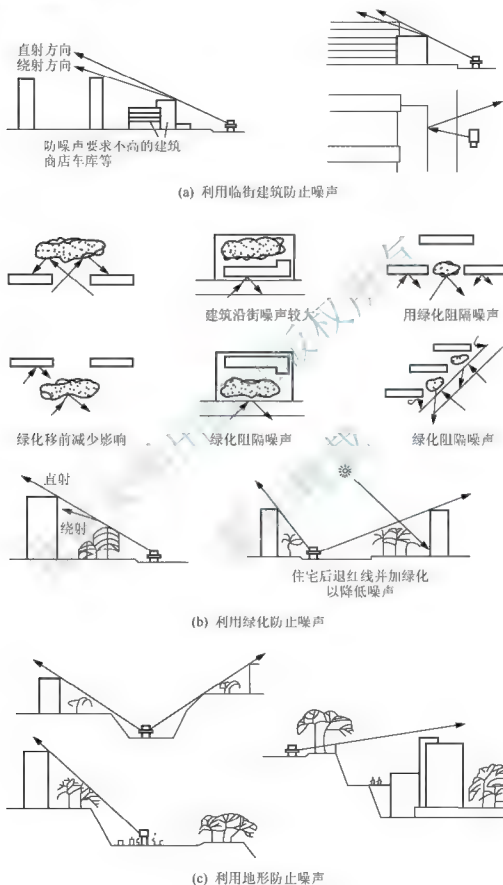 直射方向
绕射方向
防噪声要求不高的建筑
商店车库等
(a) 利用临街建筑防止噪声
建筑沿街噪声较大
用绿化阻隔噪声
绿化移前减少影响
绿化阻隔噪声
绿化阻隔噪声
直射
绕射
住宅后退红线并加绿化
以降低噪声
(b) 利用绿化防止噪声
(c) 利用地形防止噪声